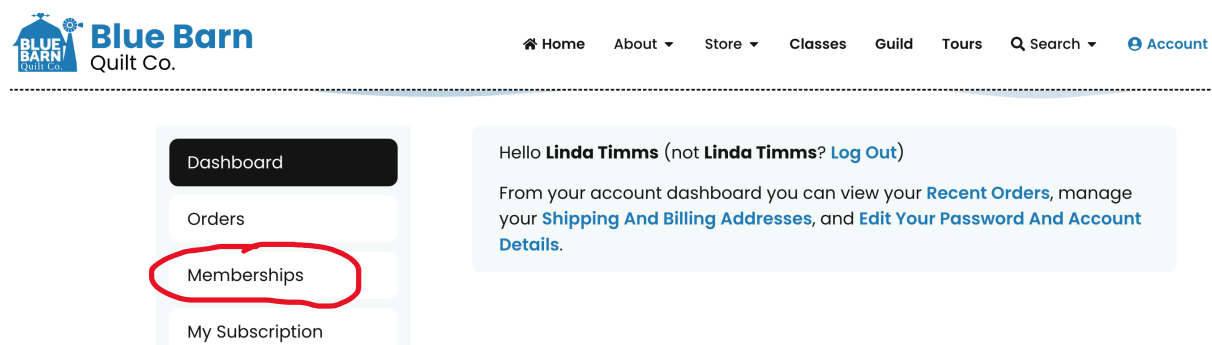 BLUE
BARN
Quilt Co.
Blue Barn
Quilt Co.
Home About Store Classes Guild Tours Search Account
Dashboard
Orders
Memberships
My Subscription
Hello Linda Timms (not Linda Timms? Log Out)
From your account dashboard you can view your Recent Orders, manage
your Shipping And Billing Addresses, and Edit Your Password And Account
Details.